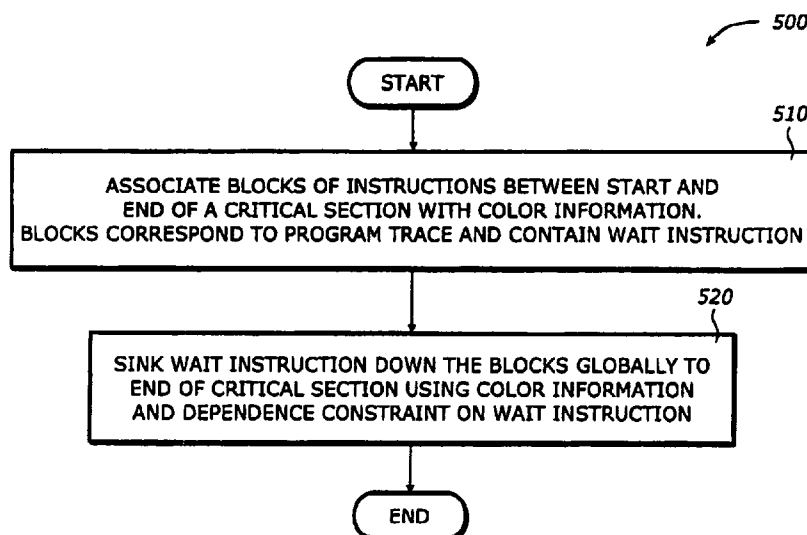 500
START
510
ASSOCIATE BLOCKS OF INSTRUCTIONS BETWEEN START AND
END OF A CRITICAL SECTION WITH COLOR INFORMATION.
BLOCKS CORRESPOND TO PROGRAM TRACE AND CONTAIN WAIT INSTRUCTION
520
SINK WAIT INSTRUCTION DOWN THE BLOCKS GLOBALLY TO
END OF CRITICAL SECTION USING COLOR INFORMATION
AND DEPENDENCE CONSTRAINT ON WAIT INSTRUCTION
END